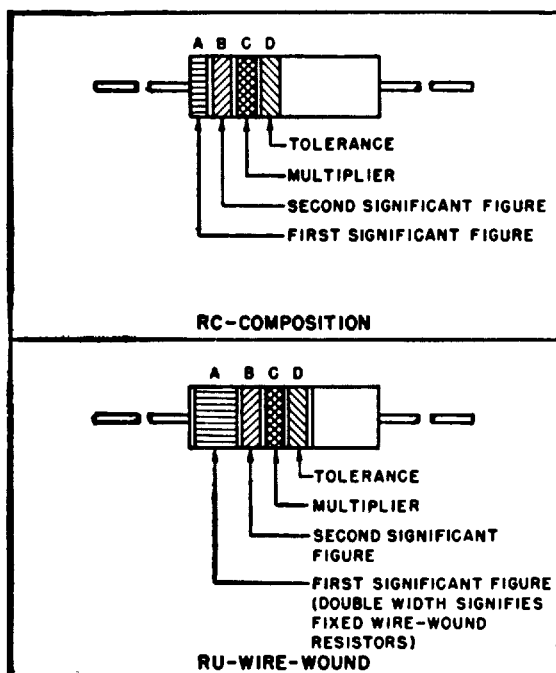 A B C D
TOLERANCE
MULTIPLIER
SECOND SIGNIFICANT FIGURE
FIRST SIGNIFICANT FIGURE
RC-COMPOSITION
A B C D
TOLERANCE
MULTIPLIER
SECOND SIGNIFICANT
FIGURE
FIRST SIGNIFICANT FIGURE
(DOUBLE WIDTH SIGNIFIES
FIXED WIRE-WOUND
RESISTORS)
RU-WIRE-WOUND